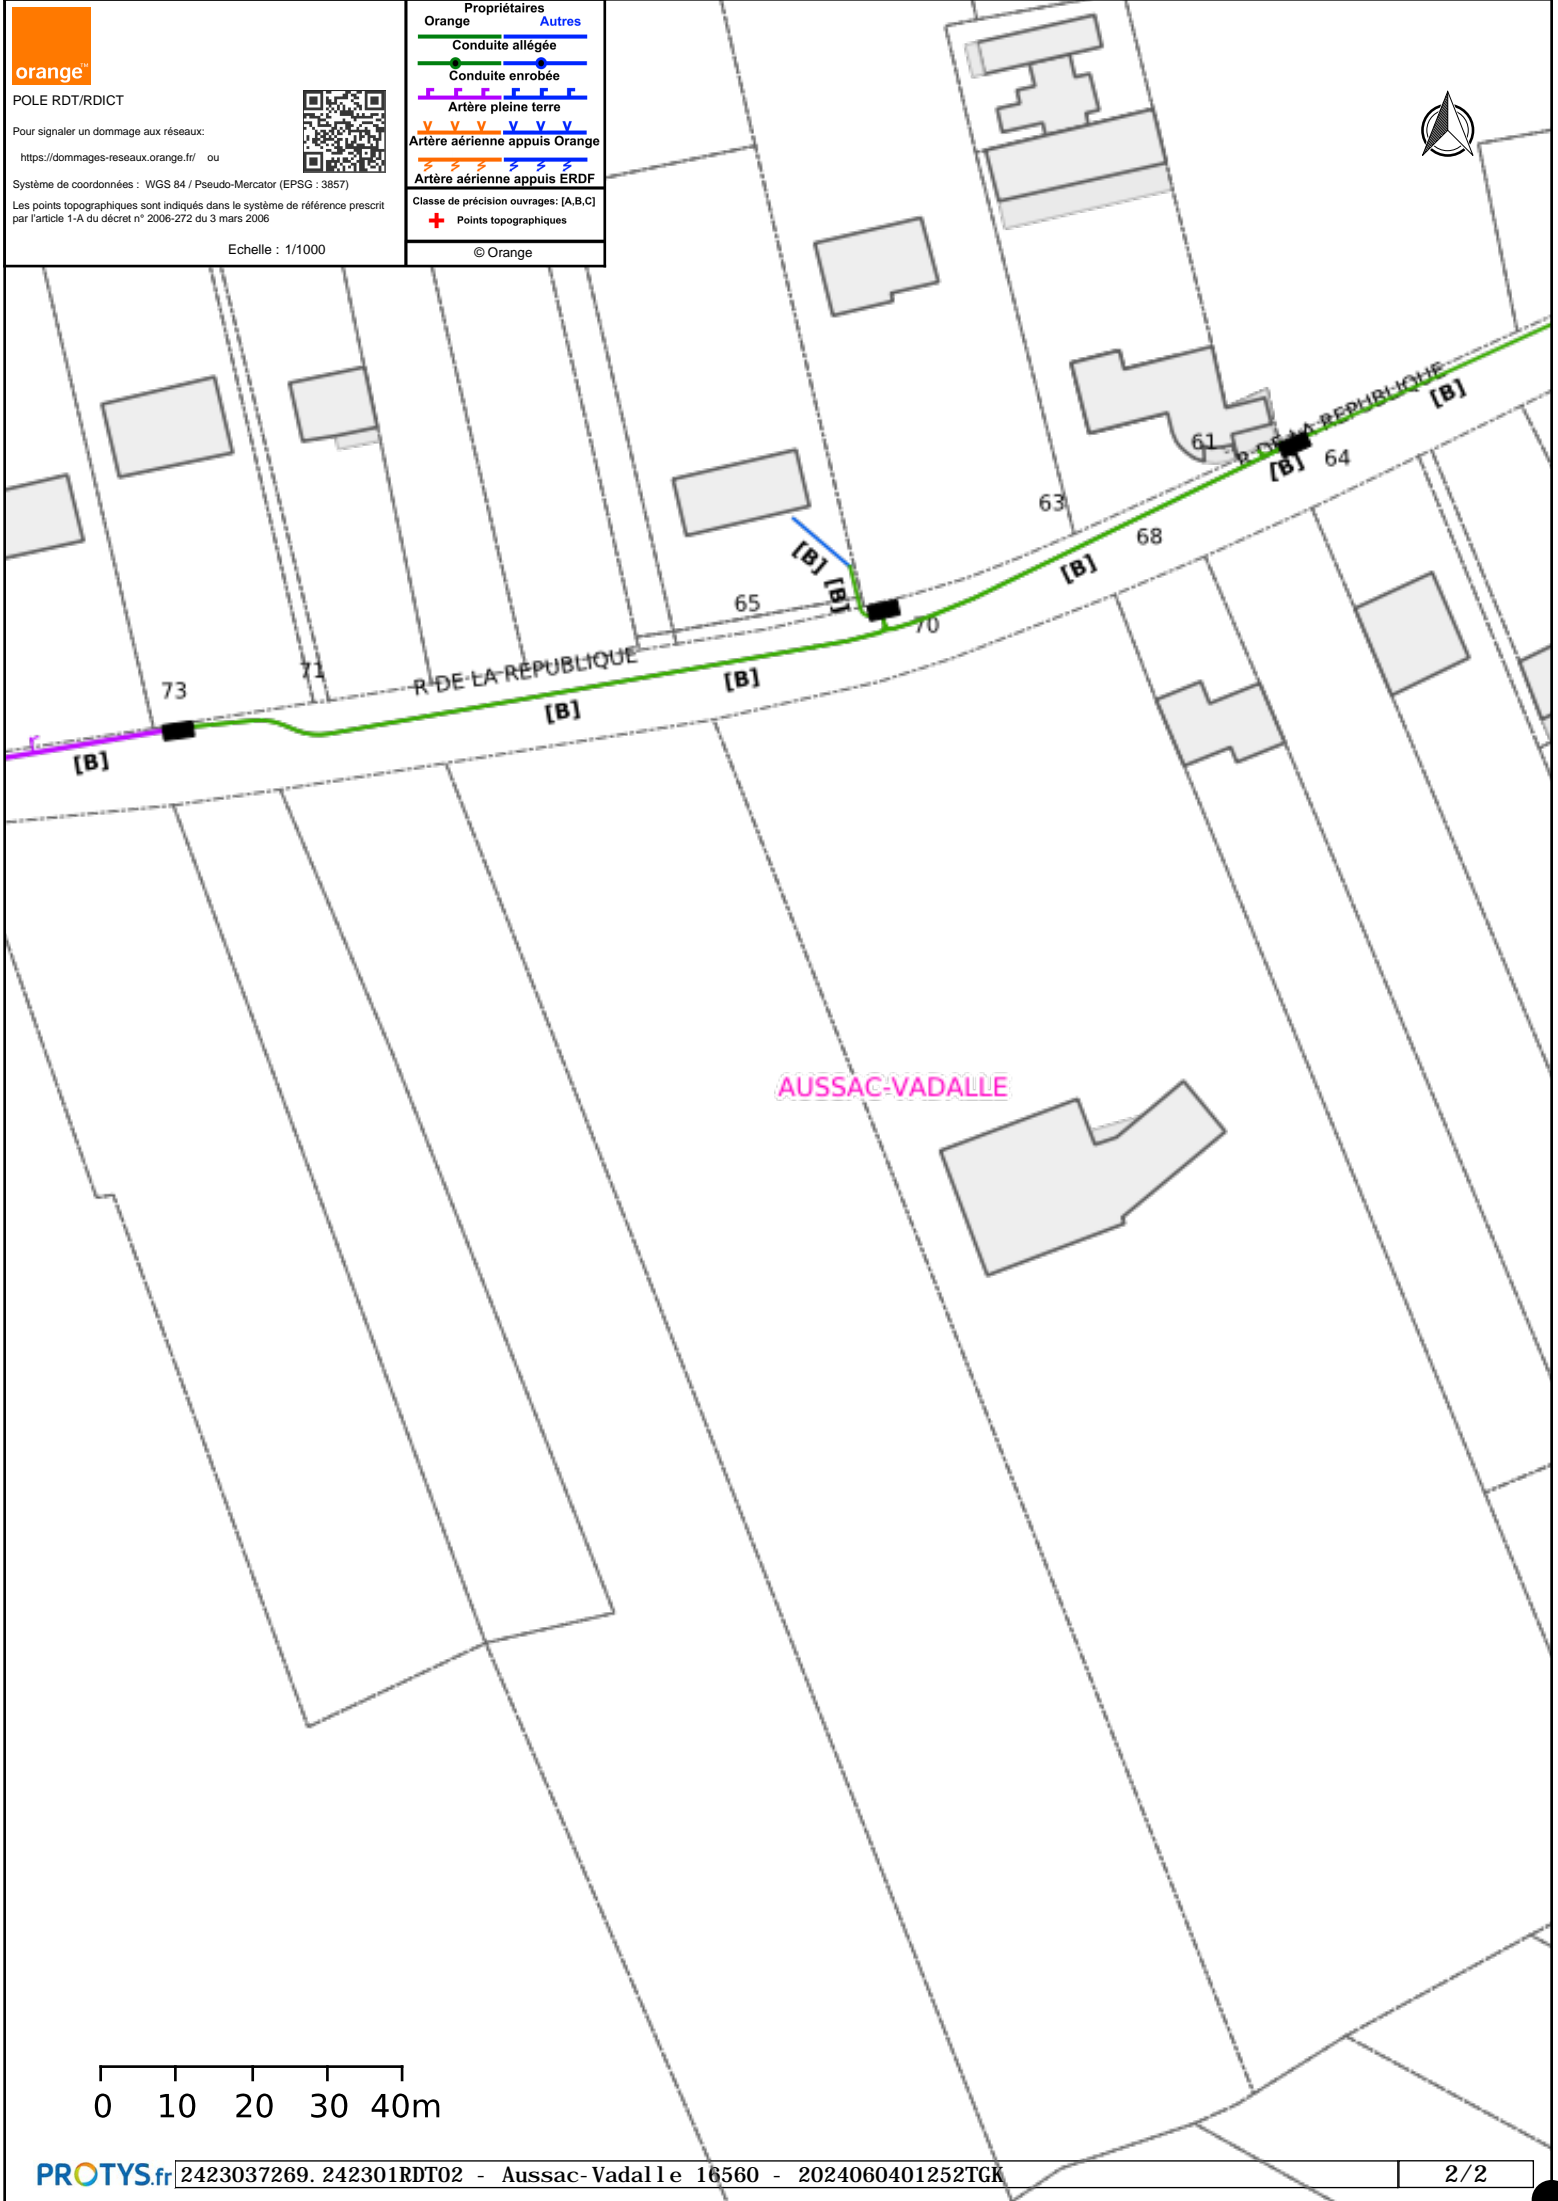 orange™
POLE RDT/RDICT
Pour signaler un dommage aux réseaux:
https://dommages-reseaux.orange.fr/ ou
Système de coordonnées : WGS 84 / Pseudo-Mercator (EPSG : 3857)
Les points topographiques sont indiqués dans le système de référence prescrit
par l'article 1-A du décret n° 2006-272 du 3 mars 2006
Echelle : 1/1000
Propriétaires
Orange Autres
Conduite allégée
Conduite enrobée
Artère pleine terre
Artère aérienne appuis Orange
Artère aérienne appuis ERDF
Classe de précision ouvrages: [A,B,C]
Points topographiques
© Orange
R DE LA REPUBLIQUE
[B]
61
[B]
64
63
68
[B]
[B]
[B]
65
70
R DE LA REPUBLIQUE
71
73
[B]
[B]
r
[B]
AUSSAC-VADALLE
0 10 20 30 40m
PROTYS.fr
2423037269.242301RDT02 - Aussac-Vadalle 16560 - 2024060401252TGK
2/2